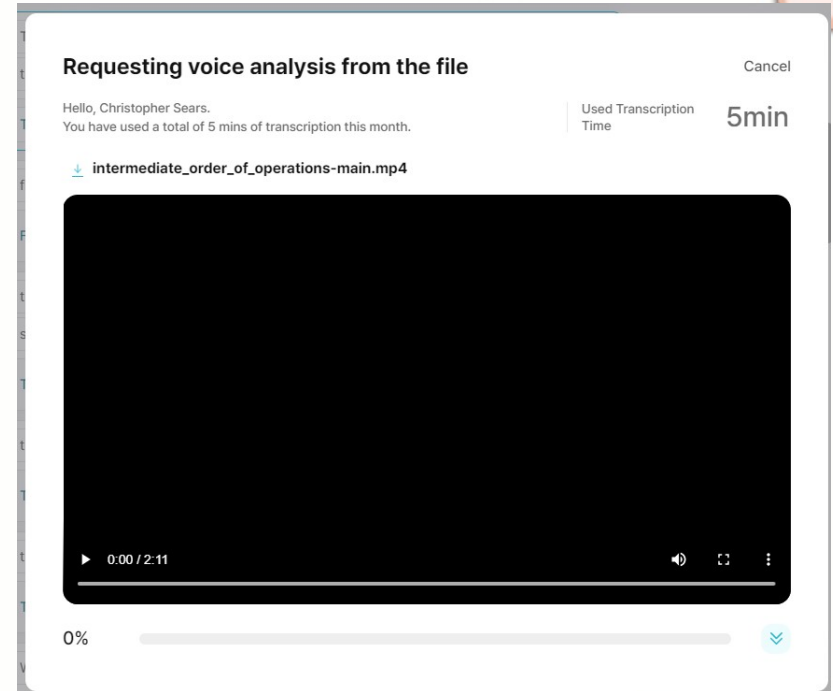 Requesting voice analysis from the file
Cancel
Hello, Christopher Sears.
You have used a total of 5 mins of transcription this month.
Used Transcription
Time
5min
intermediate_order_of_operations-main.mp4
0:00 / 2:11
0%